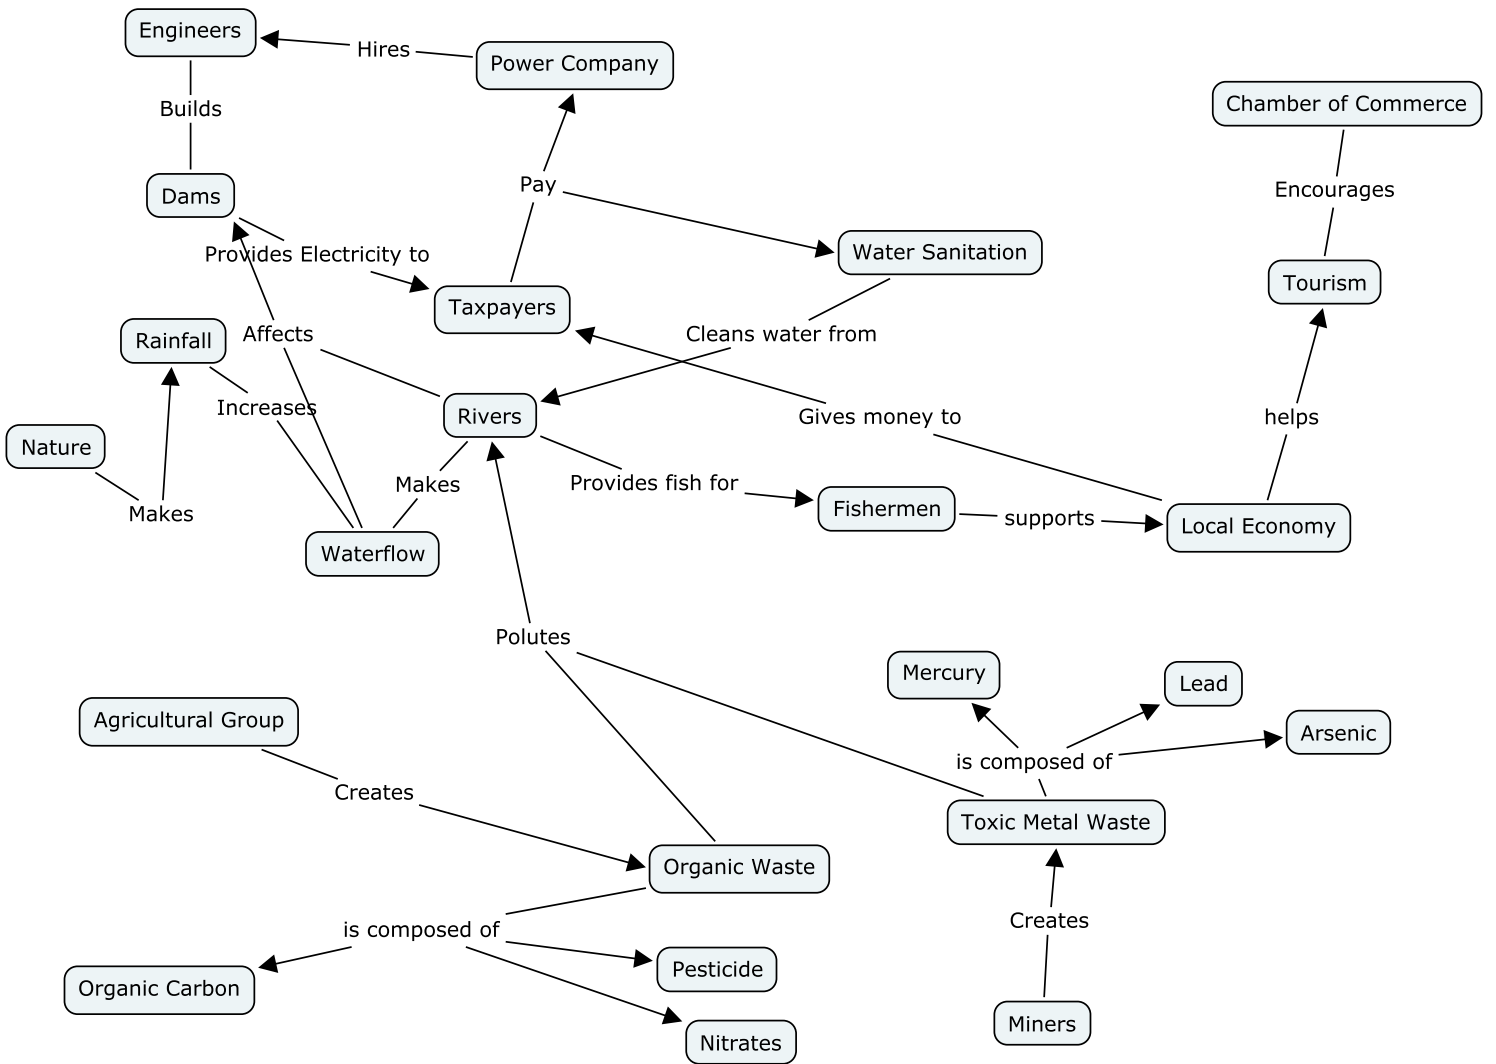 Engineers
Hires
Power Company
Builds
Chamber of Commerce
Pay
Encourages
Dams
Provides Electricity to
Water Sanitation
Tourism
Taxpayers
Rainfall
Affects
Cleans water from
Increases
Rivers
Gives money to
helps
Nature
Makes
Makes
Provides fish for
Fishermen
supports
Local Economy
Waterflow
Polutes
Mercury
Lead
Agricultural Group
Arsenic
is composed of
Creates
Toxic Metal Waste
Organic Waste
Creates
is composed of
Pesticide
Organic Carbon
Miners
Nitrates